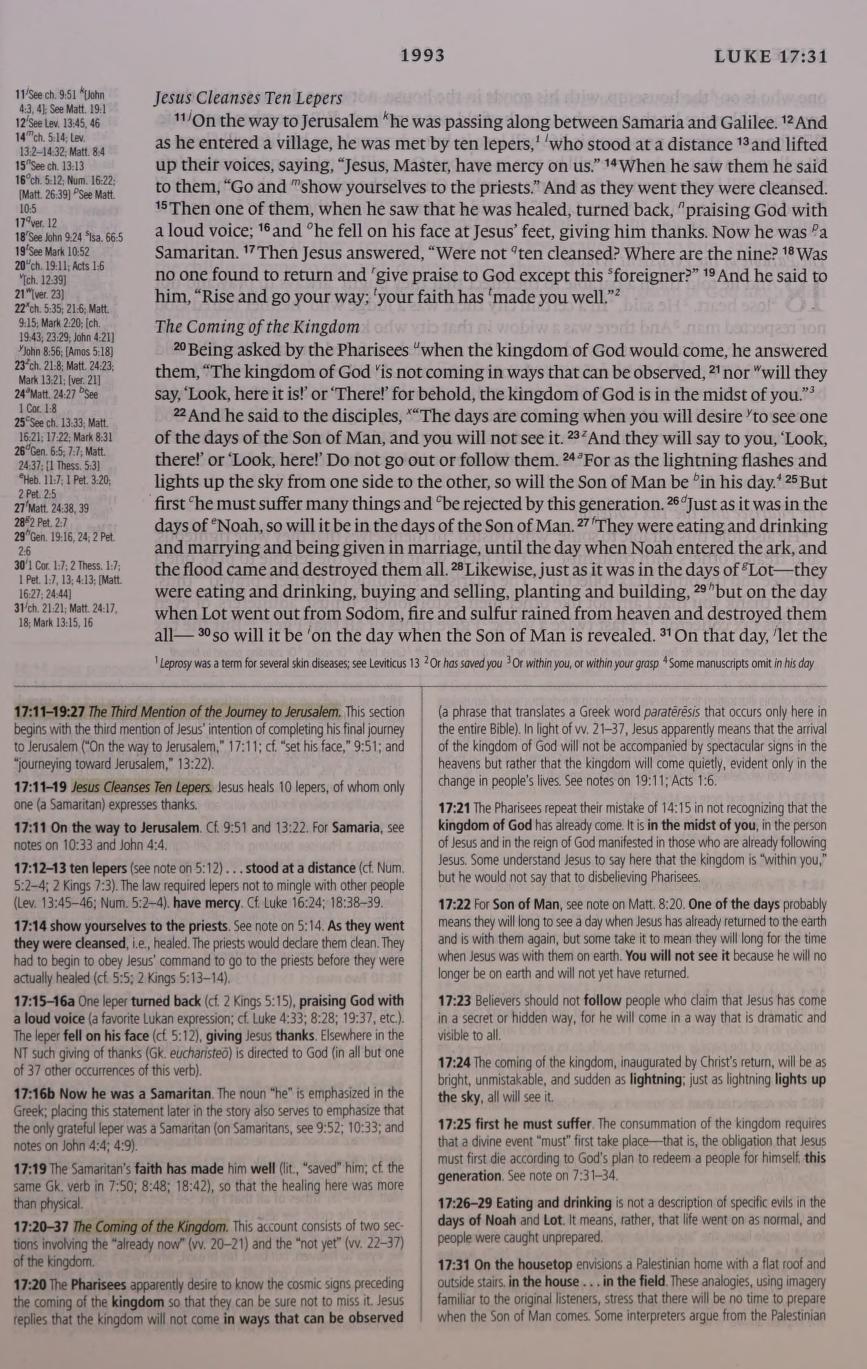 1993
LUKE 17:31
11 j See ch. 9:51 k [John
4:3, 4]; See Matt. 19:1
12 l See Lev. 13:45, 46
14 m ch. 5:14; Lev.
13:2–14:32; Matt. 8:4
15 n See ch. 13:13
16 o ch. 5:12; Num. 16:22;
[Matt. 26:39] p See Matt.
10:5
17 q ver. 12
18 r See John 9:24 s Isa. 66:5
19 t See Mark 10:52
20 u ch. 19:11; Acts 1:6
v [ch. 12:39]
21 w [ver. 23]
22 x ch. 5:35; 21:6; Matt.
9:15; Mark 2:20; [ch.
19:43; 23:29; John 4:21]
y John 8:56; [Amos 5:18]
23 z ch. 21:8; Matt. 24:23;
Mark 13:21; [ver. 21]
24 a Matt. 24:27 b See
1 Cor. 1:8
25 c See ch. 13:33; Matt.
16:21; 17:22; Mark 8:31
26 d Gen. 6:5; 7:7; Matt.
24:37; [1 Thess. 5:3]
e Heb. 11:7; 1 Pet. 3:20;
2 Pet. 2:5
27 f Matt. 24:38, 39
28 g 2 Pet. 2:7
29 h Gen. 19:16, 24; 2 Pet.
2:6
30 i 1 Cor. 1:7; 2 Thess. 1:7;
1 Pet. 1:7, 13; 4:13; [Matt.
16:27; 24:44]
31 j ch. 21:21; Matt. 24:17,
18; Mark 13:15, 16
Jesus Cleanses Ten Lepers
11 j On the way to Jerusalem k he was passing along between Samaria and Galilee. 12 And
as he entered a village, he was met by ten lepers,1 l who stood at a distance 13 and lifted
up their voices, saying, “Jesus, Master, have mercy on us.” 14 When he saw them he said
to them, “Go and m show yourselves to the priests.” And as they went they were cleansed.
15 Then one of them, when he saw that he was healed, turned back, n praising God with
a loud voice; 16 and o he fell on his face at Jesus’ feet, giving him thanks. Now he was p a
Samaritan. 17 Then Jesus answered, “Were not q ten cleansed? Where are the nine? 18 Was
no one found to return and r give praise to God except this s foreigner?” 19 And he said to
him, “Rise and go your way; t your faith has t made you well.”2
The Coming of the Kingdom
20 Being asked by the Pharisees u when the kingdom of God would come, he answered
them, “The kingdom of God v is not coming in ways that can be observed, 21 nor w will they
say, ‘Look, here it is!’ or ‘There!’ for behold, the kingdom of God is in the midst of you.”3
22 And he said to the disciples, x “The days are coming when you will desire y to see one
of the days of the Son of Man, and you will not see it. 23 z And they will say to you, ‘Look,
there!’ or ‘Look, here!’ Do not go out or follow them. 24 a For as the lightning flashes and
lights up the sky from one side to the other, so will the Son of Man be b in his day.4 25 But
first c he must suffer many things and c be rejected by this generation. 26 d Just as it was in the
days of e Noah, so will it be in the days of the Son of Man. 27 f They were eating and drinking
and marrying and being given in marriage, until the day when Noah entered the ark, and
the flood came and destroyed them all. 28 Likewise, just as it was in the days of g Lot—they
were eating and drinking, buying and selling, planting and building, 29 h but on the day
when Lot went out from Sodom, fire and sulfur rained from heaven and destroyed them
all— 30 so will it be i on the day when the Son of Man is revealed. 31 On that day, j let the
1 Leprosy was a term for several skin diseases; see Leviticus 13 2 Or has saved you 3 Or within you, or within your grasp 4 Some manuscripts omit in his day
17:11–19:27 The Third Mention of the Journey to Jerusalem. This section
begins with the third mention of Jesus’ intention of completing his final journey
to Jerusalem (“On the way to Jerusalem,” 17:11; cf. “set his face,” 9:51; and
“journeying toward Jerusalem,” 13:22).
17:11–19 Jesus Cleanses Ten Lepers. Jesus heals 10 lepers, of whom only
one (a Samaritan) expresses thanks.
17:11 On the way to Jerusalem. Cf. 9:51 and 13:22. For Samaria, see
notes on 10:33 and John 4:4.
17:12–13 ten lepers (see note on 5:12) . . . stood at a distance (cf. Num.
5:2–4; 2 Kings 7:3). The law required lepers not to mingle with other people
(Lev. 13:45–46; Num. 5:2–4). have mercy. Cf. Luke 16:24; 18:38–39.
17:14 show yourselves to the priests. See note on 5:14. As they went
they were cleansed, i.e., healed. The priests would declare them clean. They
had to begin to obey Jesus’ command to go to the priests before they were
actually healed (cf. 5:5; 2 Kings 5:13–14).
17:15–16a One leper turned back (cf. 2 Kings 5:15), praising God with
a loud voice (a favorite Lukan expression; cf. Luke 4:33; 8:28; 19:37, etc.).
The leper fell on his face (cf. 5:12), giving Jesus thanks. Elsewhere in the
NT such giving of thanks (Gk. eucharisteō) is directed to God (in all but one
of 37 other occurrences of this verb).
17:16b Now he was a Samaritan. The noun “he” is emphasized in the
Greek; placing this statement later in the story also serves to emphasize that
the only grateful leper was a Samaritan (on Samaritans, see 9:52; 10:33; and
notes on John 4:4; 4:9).
17:19 The Samaritan’s faith has made him well (lit., “saved” him; cf. the
same Gk. verb in 7:50; 8:48; 18:42), so that the healing here was more
than physical.
17:20–37 The Coming of the Kingdom. This account consists of two sec-
tions involving the “already now” (vv. 20–21) and the “not yet” (vv. 22–37)
of the kingdom.
17:20 The Pharisees apparently desire to know the cosmic signs preceding
the coming of the kingdom so that they can be sure not to miss it. Jesus
replies that the kingdom will not come in ways that can be observed
(a phrase that translates a Greek word paratērēsis that occurs only here in
the entire Bible). In light of vv. 21–37, Jesus apparently means that the arrival
of the kingdom of God will not be accompanied by spectacular signs in the
heavens but rather that the kingdom will come quietly, evident only in the
change in people’s lives. See notes on 19:11; Acts 1:6.
17:21 The Pharisees repeat their mistake of 14:15 in not recognizing that the
kingdom of God has already come. It is in the midst of you, in the person
of Jesus and in the reign of God manifested in those who are already following
Jesus. Some understand Jesus to say here that the kingdom is “within you,”
but he would not say that to disbelieving Pharisees.
17:22 For Son of Man, see note on Matt. 8:20. One of the days probably
means they will long to see a day when Jesus has already returned to the earth
and is with them again, but some take it to mean they will long for the time
when Jesus was with them on earth. You will not see it because he will no
longer be on earth and will not yet have returned.
17:23 Believers should not follow people who claim that Jesus has come
in a secret or hidden way, for he will come in a way that is dramatic and
visible to all.
17:24 The coming of the kingdom, inaugurated by Christ’s return, will be as
bright, unmistakable, and sudden as lightning; just as lightning lights up
the sky, all will see it.
17:25 first he must suffer. The consummation of the kingdom requires
that a divine event “must” first take place—that is, the obligation that Jesus
must first die according to God’s plan to redeem a people for himself. this
generation. See note on 7:31–34.
17:26–29 Eating and drinking is not a description of specific evils in the
days of Noah and Lot. It means, rather, that life went on as normal, and
people were caught unprepared.
17:31 On the housetop envisions a Palestinian home with a flat roof and
outside stairs. in the house . . . in the field. These analogies, using imagery
familiar to the original listeners, stress that there will be no time to prepare
when the Son of Man comes. Some interpreters argue from the Palestinian